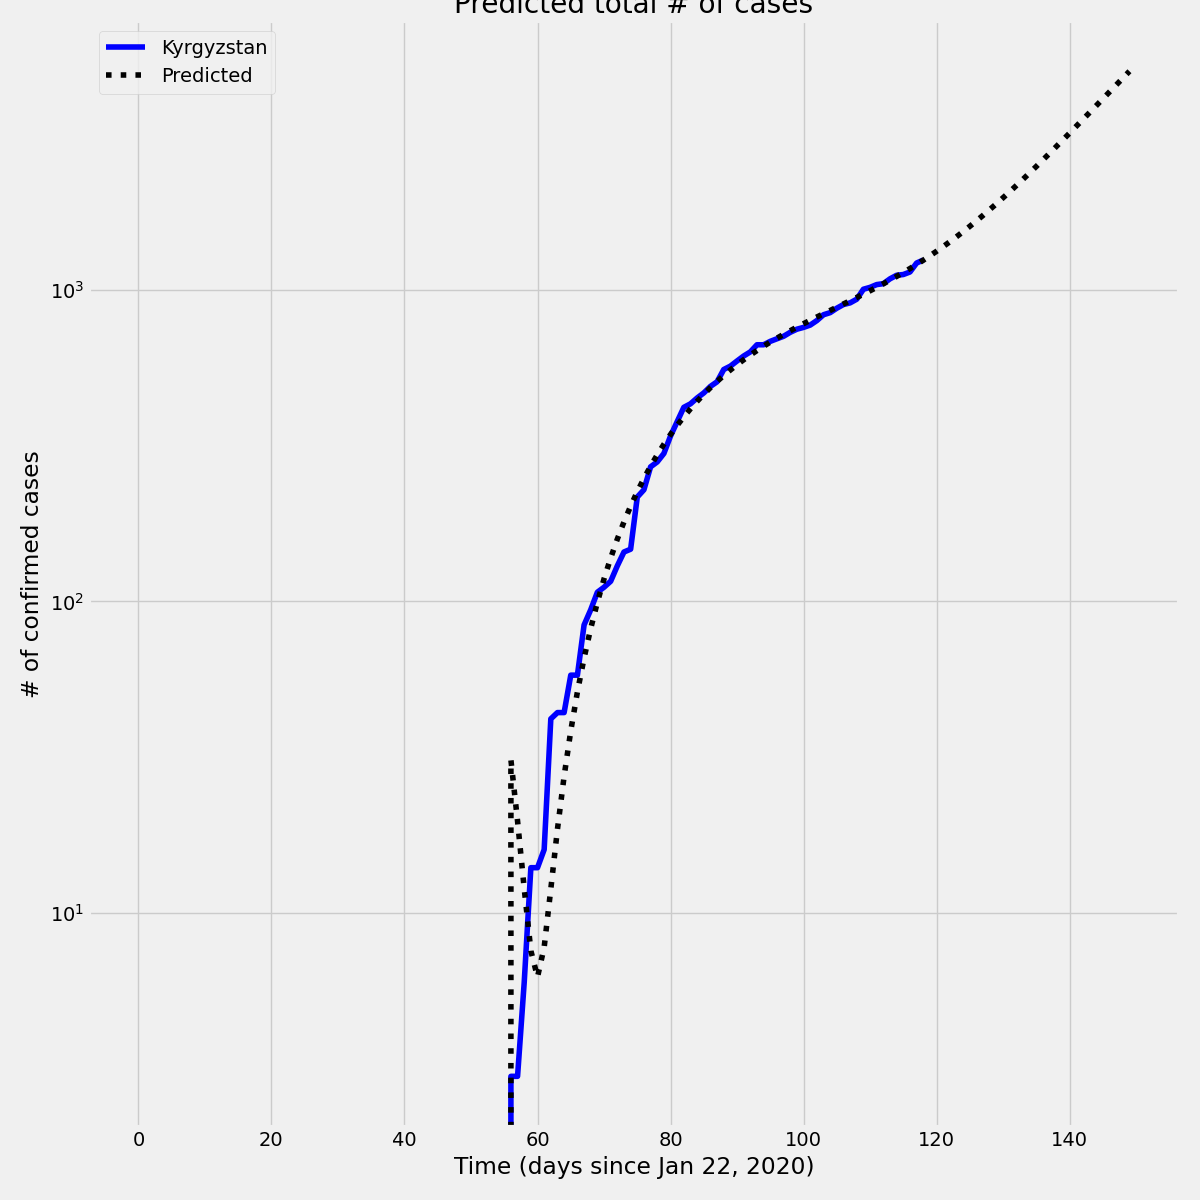 Predicted total # of cases
Kyrgyzstan
Predicted
# of confirmed cases
10³
10²
10¹
0 20 40 60 80 100 120 140
Time (days since Jan 22, 2020)